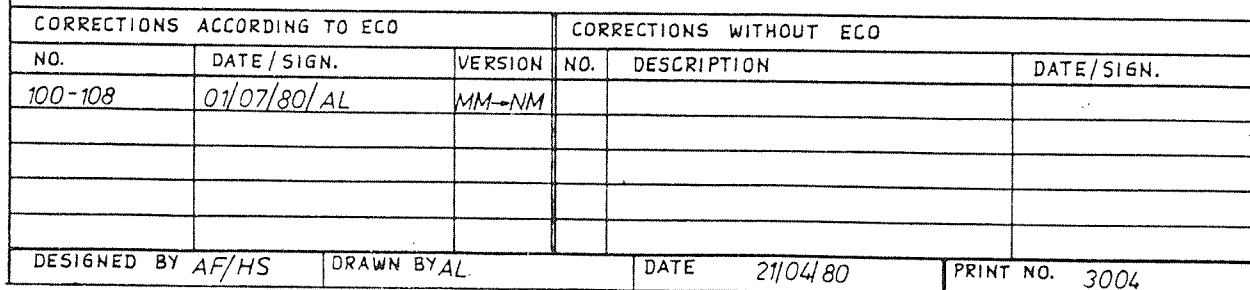 CORRECTIONS ACCORDING TO ECO CORRECTIONS WITHOUT ECO
NO. DATE/SIGN. VERSION NO. DESCRIPTION DATE/SIGN.
100-108 01/07/80/AL MM→NM
DESIGNED BY AF/HS DRAWN BY AL. DATE 21/04/80 PRINT NO. 3004